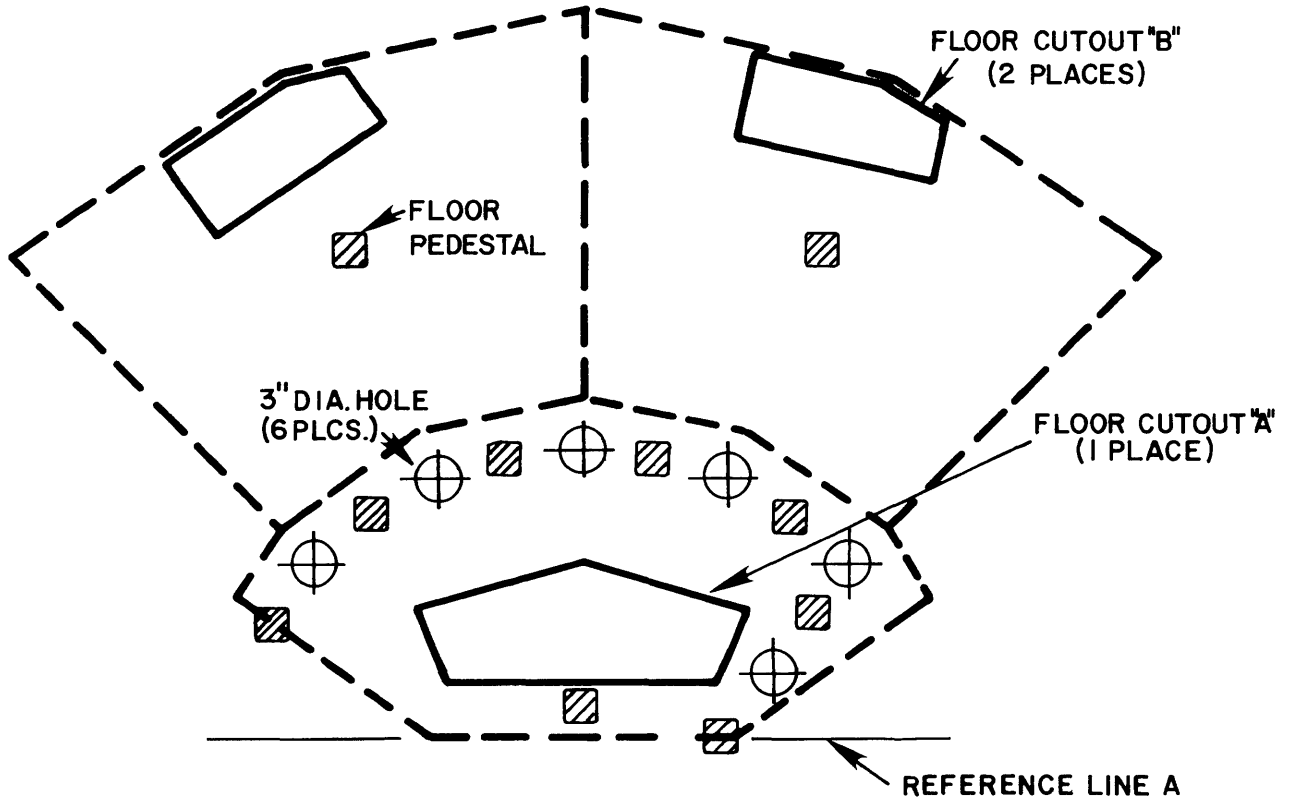 FLOOR CUTOUT "B"
(2 PLACES)
FLOOR
PEDESTAL
3" DIA. HOLE
(6 PLCS.)
FLOOR CUTOUT "A"
(1 PLACE)
REFERENCE LINE A